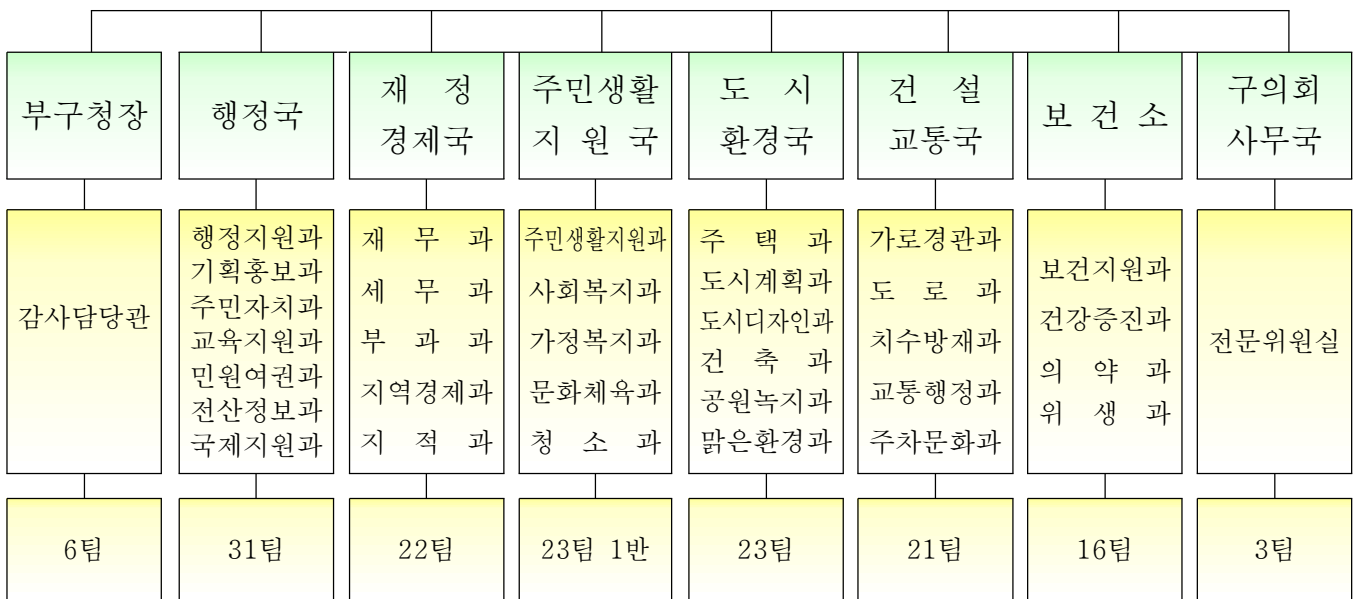 부구청장
행정국
재 정
경제국
주민생활
지 원 국
도 시
환경국
건 설
교통국
보 건 소
구의회
사무국
감사담당관
행정지원과
기획홍보과
주민자치과
교육지원과
민원여권과
전산정보과
국제지원과
재 무 과
세 무 과
부 과 과
지역경제과
지 적 과
주민생활지원과
사회복지과
가정복지과
문화체육과
청 소 과
주 택 과
도시계획과
도시디자인과
건 축 과
공원녹지과
맑은환경과
가로경관과
도 로 과
치수방재과
교통행정과
주차문화과
보건지원과
건강증진과
의 약 과
위 생 과
전문위원실
6팀
31팀
22팀
23팀 1반
23팀
21팀
16팀
3팀